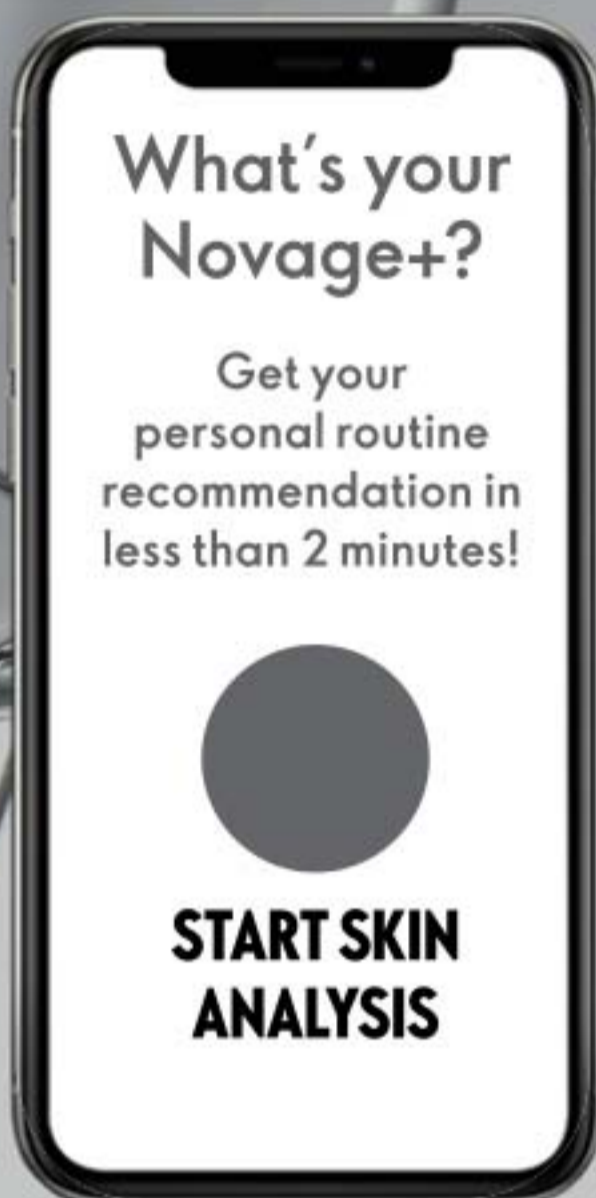 What´s your
Novage+?
Get your
personal routine
recommendation in
less than 2 minutes!
START SKIN
ANALYSIS